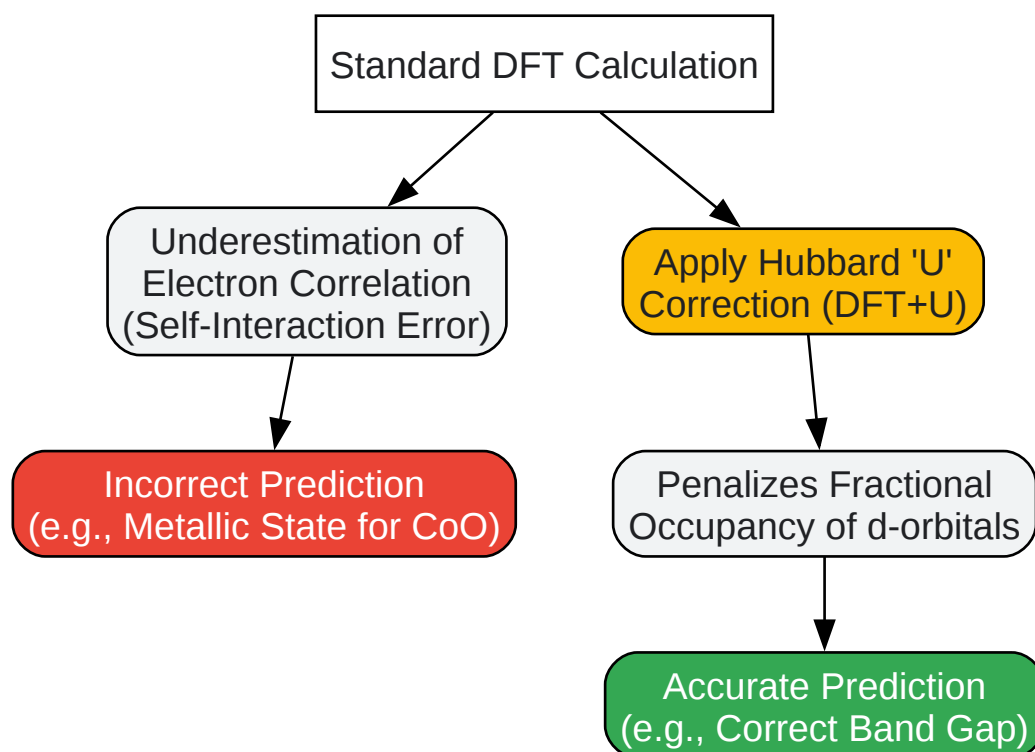 Standard DFT Calculation
Underestimation of
Electron Correlation
(Self-Interaction Error)
Apply Hubbard 'U'
Correction (DFT+U)
Incorrect Prediction
(e.g., Metallic State for CoO)
Penalizes Fractional
Occupancy of d-orbitals
Accurate Prediction
(e.g., Correct Band Gap)